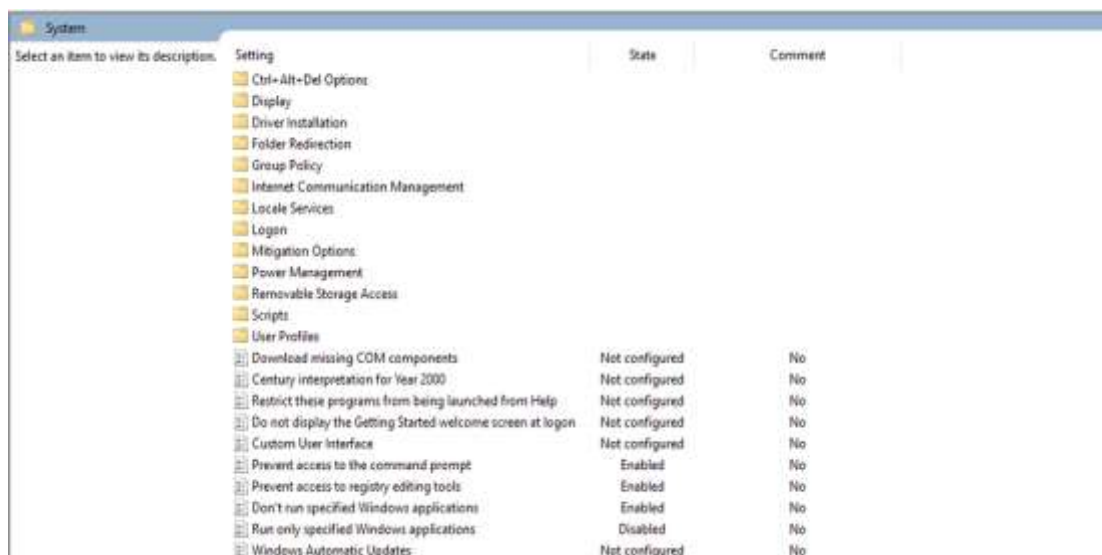 System
Select an item to view its description.
Setting State Comment
Ctrl+Alt+Del Options
Display
Driver Installation
Folder Redirection
Group Policy
Internet Communication Management
Locale Services
Logon
Mitigation Options
Power Management
Removable Storage Access
Scripts
User Profiles
Download missing COM components Not configured No
Century interpretation for Year 2000 Not configured No
Restrict these programs from being launched from Help Not configured No
Do not display the Getting Started welcome screen at logon Not configured No
Custom User Interface Not configured No
Prevent access to the command prompt Enabled No
Prevent access to registry editing tools Enabled No
Don't run specified Windows applications Enabled No
Run only specified Windows applications Disabled No
Windows Automatic Updates Not configured No